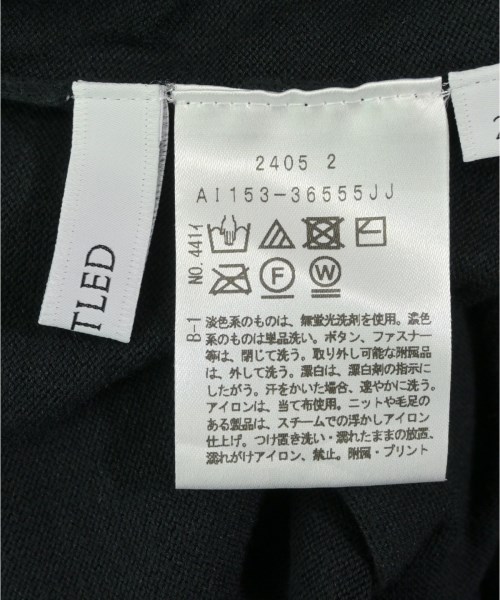 2405 2
AI153-36555JJ
NO.441イ
F
W
B-1
淡色系のものは、無蛍光洗剤を使用。濃色
系のものは単品洗い。ボタン、ファスナー
等は、閉じて洗う。取り外し可能な附属品
は、外して洗う。漂白は、漂白剤の指示に
したがう。汗をかいた場合、速やかに洗う。
アイロンは、当て布使用。ニットや毛足の
ある製品は、スチームでの浮かしアイロン
仕上げ。つけ置き洗い・濡れたままの放置、
濡れがけアイロン、禁止。附属・プリント
TLED
2